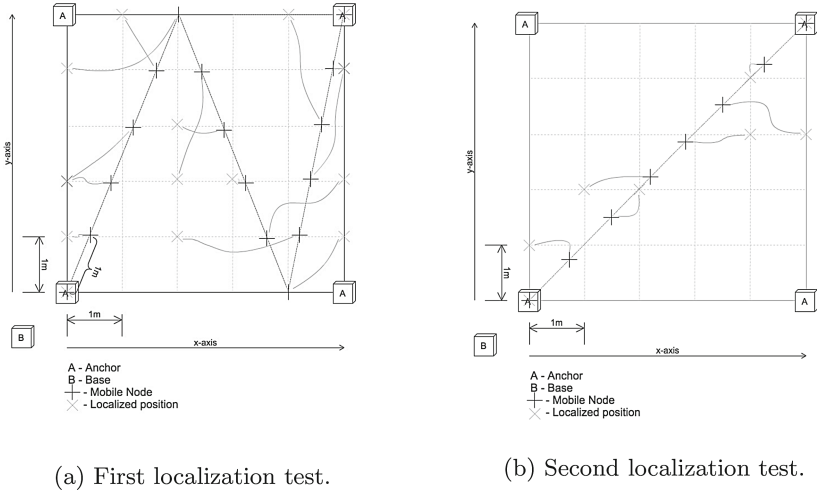 A
A
y-axis
1m
1m
A
A
1m
B
x-axis
A - Anchor
B - Base
- Mobile Node
- Localized position
(a) First localization test.
A
A
y-axis
1m
A
A
1m
B
x-axis
A - Anchor
B - Base
- Mobile Node
- Localized position
(b) Second localization test.